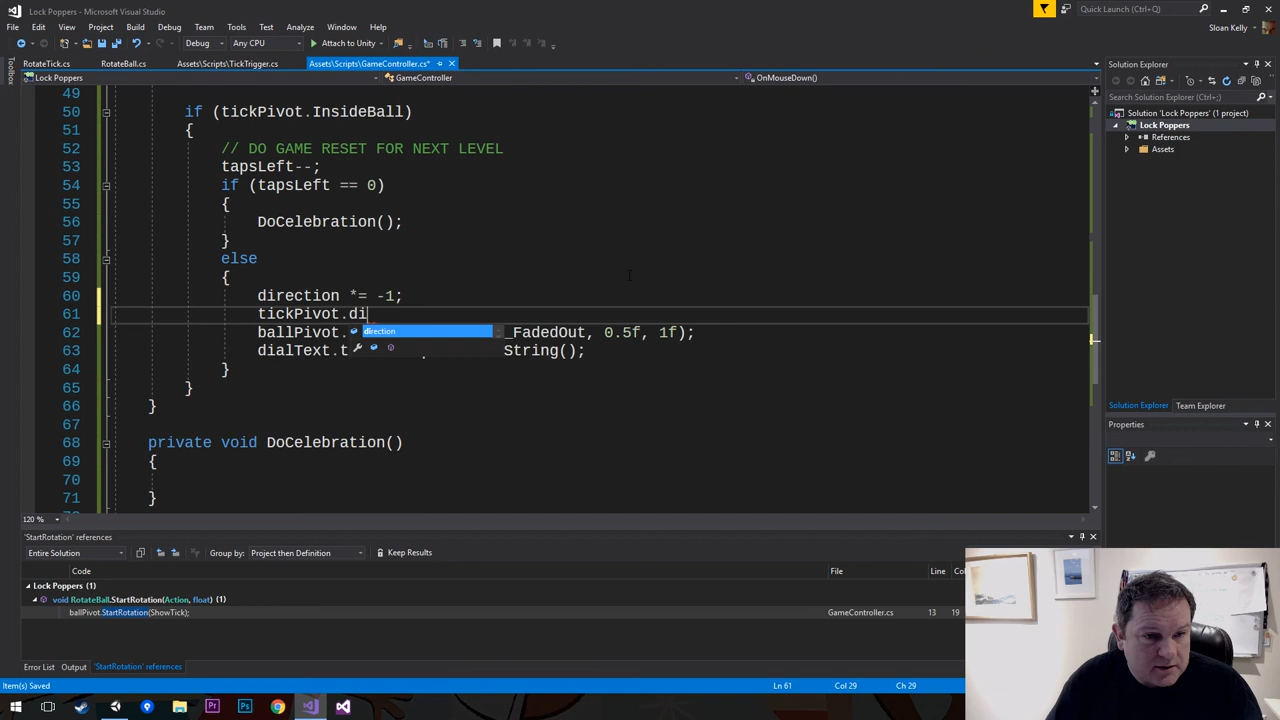 Lock Poppers - Microsoft Visual Studio
Quick Launch (Ctrl+Q)
File Edit View Project Build Debug Team Tools Test Analyze Window Help
Sloan Kelly
Debug Any CPU Attach to Unity
Toolbox
RotateTick.cs RotateBall.cs Assets\Scripts\TickTrigger.cs Assets\Scripts\GameController.cs*
Lock Poppers GameController OnMouseDown()
49
50 if (tickPivot.InsideBall)
51 {
52 // DO GAME RESET FOR NEXT LEVEL
53 tapsLeft--;
54 if (tapsLeft == 0)
55 {
56 DoCelebration();
57 }
58 else
59 {
60 direction *= -1;
61 tickPivot.di
direction
62 ballPivot. _FadedOut, 0.5f, 1f);
63 dialText.t String();
64 }
65 }
66 }
67
68 private void DoCelebration()
69 {
70
71 }
120 %
Solution Explorer
Search Solution Explorer (Ctrl+;)
Solution 'Lock Poppers' (1 project)
Lock Poppers
References
Assets
Solution Explorer Team Explorer
Properties
'StartRotation' references
Entire Solution Group by: Project then Definition Keep Results
Code File Line Col
Lock Poppers (1)
void RotateBall.StartRotation(Action, float) (1)
ballPivot.StartRotation(ShowTick); GameController.cs 13 19
Error List Output 'StartRotation' references
Item(s) Saved Ln 61 Col 29 Ch 29